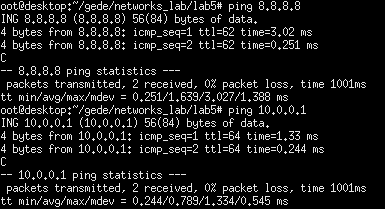 oot@desktop:~/gede/networks_lab/lab5# ping 8.8.8.8
ING 8.8.8.8 (8.8.8.8) 56(84) bytes of data.
4 bytes from 8.8.8.8: icmp_seq=1 ttl=62 time=3.02 ms
4 bytes from 8.8.8.8: icmp_seq=2 ttl=62 time=0.251 ms
C
-- 8.8.8.8 ping statistics ---
packets transmitted, 2 received, 0% packet loss, time 1001ms
tt min/avg/max/mdev = 0.251/1.639/3.027/1.388 ms
oot@desktop:~/gede/networks_lab/lab5# ping 10.0.0.1
ING 10.0.0.1 (10.0.0.1) 56(84) bytes of data.
4 bytes from 10.0.0.1: icmp_seq=1 ttl=64 time=1.33 ms
4 bytes from 10.0.0.1: icmp_seq=2 ttl=64 time=0.244 ms
C
-- 10.0.0.1 ping statistics ---
packets transmitted, 2 received, 0% packet loss, time 1001ms
tt min/avg/max/mdev = 0.244/0.789/1.334/0.545 ms